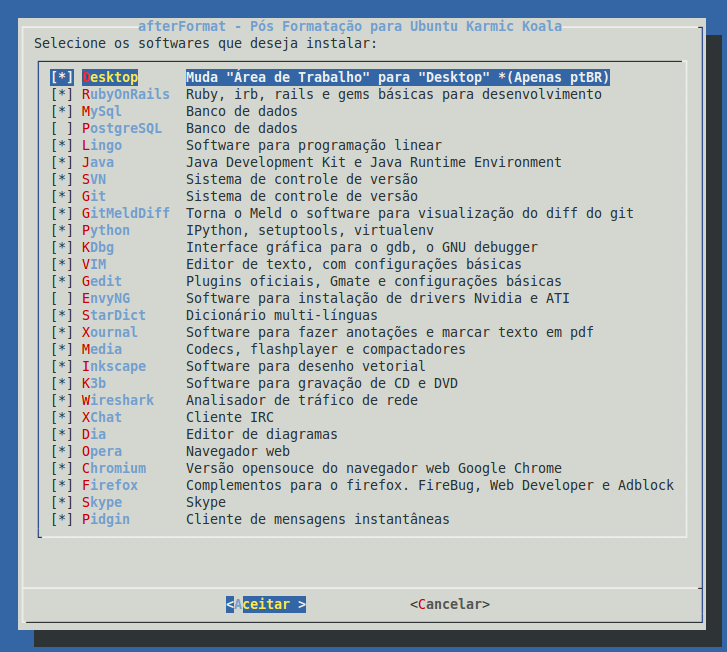 afterFormat - Pós Formatação para Ubuntu Karmic Koala
Selecione os softwares que deseja instalar:
[*] Desktop Muda "Área de Trabalho" para "Desktop" *(Apenas ptBR)
[*] RubyOnRails Ruby, irb, rails e gems básicas para desenvolvimento
[*] MySql Banco de dados
[ ] PostgreSQL Banco de dados
[*] Lingo Software para programação linear
[*] Java Java Development Kit e Java Runtime Environment
[*] SVN Sistema de controle de versão
[*] Git Sistema de controle de versão
[*] GitMeldDiff Torna o Meld o software para visualização do diff do git
[*] Python IPython, setuptools, virtualenv
[*] KDbg Interface gráfica para o gdb, o GNU debugger
[*] VIM Editor de texto, com configurações básicas
[*] Gedit Plugins oficiais, Gmate e configurações básicas
[ ] EnvyNG Software para instalação de drivers Nvidia e ATI
[*] StarDict Dicionário multi-línguas
[*] Xournal Software para fazer anotações e marcar texto em pdf
[*] Media Codecs, flashplayer e compactadores
[*] Inkscape Software para desenho vetorial
[*] K3b Software para gravação de CD e DVD
[*] Wireshark Analisador de tráfico de rede
[*] XChat Cliente IRC
[*] Dia Editor de diagramas
[*] Opera Navegador web
[*] Chromium Versão opensouce do navegador web Google Chrome
[*] Firefox Complementos para o firefox. FireBug, Web Developer e Adblock
[*] Skype Skype
[*] Pidgin Cliente de mensagens instantâneas
<Aceitar > <Cancelar>